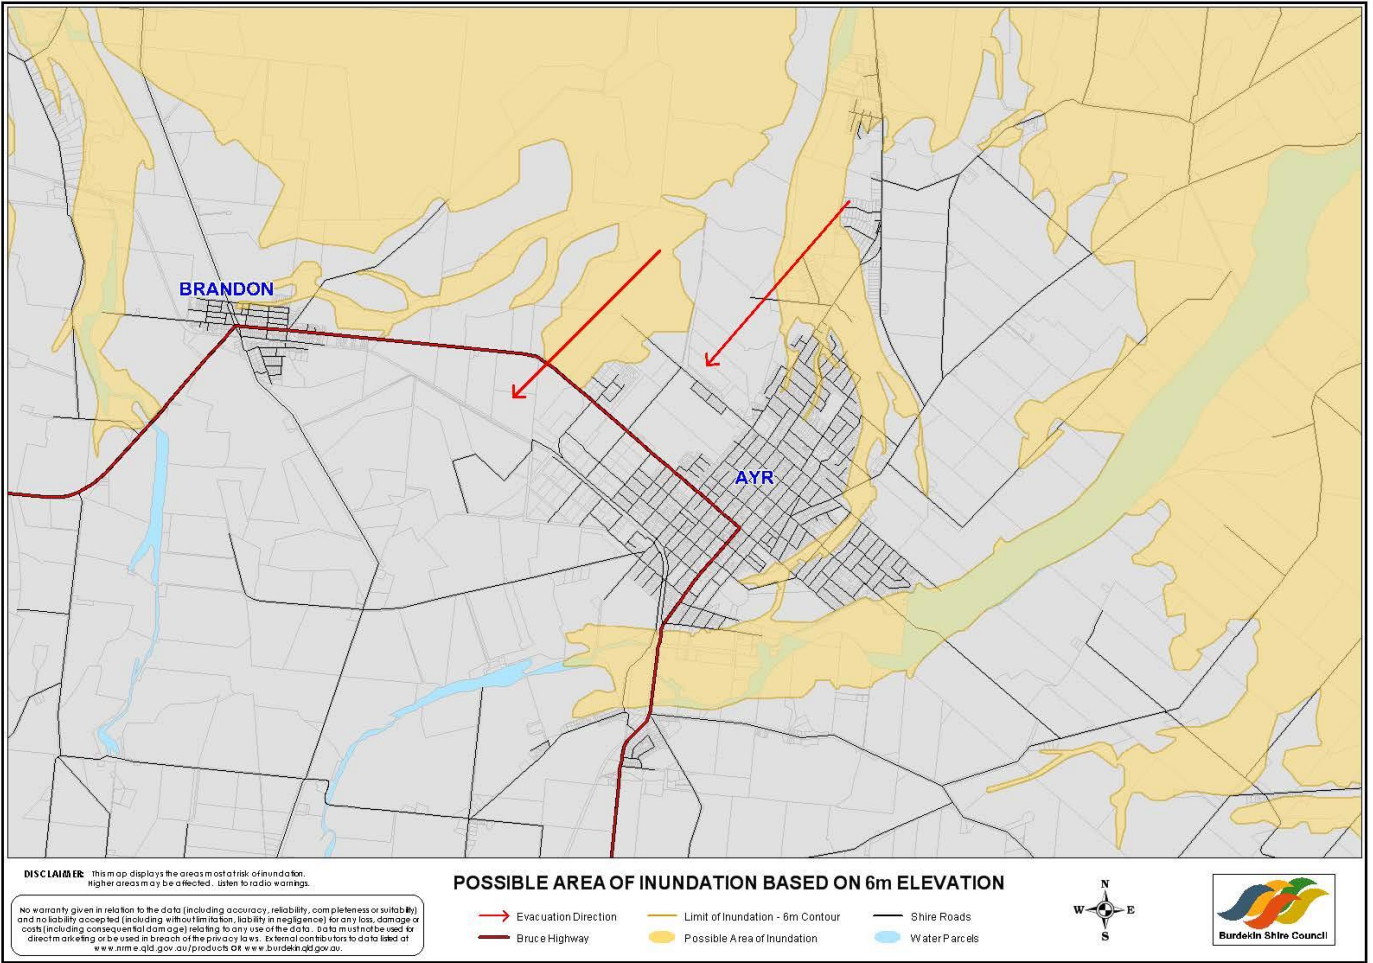 BRANDON
AYR
DISCLAIMER: This map displays the areas most at risk of inundation.
Higher areas may be affected. Listen to radio warnings.
No warranty given in relation to the data (including accuracy, reliability, completeness or suitability)
and no liability accepted (including without limitation, liability in negligence) for any loss, damage or
costs (including consequential damage) relating to any use of the data. Data must not be used for
direct marketing or be used in breach of the privacy laws. External contributors to data listed at
www.nrme.qld.gov.au/products OR www.burdekin.qld.gov.au.
POSSIBLE AREA OF INUNDATION BASED ON 6m ELEVATION
Evacuation Direction
Limit of Inundation - 6m Contour
Shire Roads
Bruce Highway
Possible Area of Inundation
Water Parcels
N
W E
S
Burdekin Shire Council